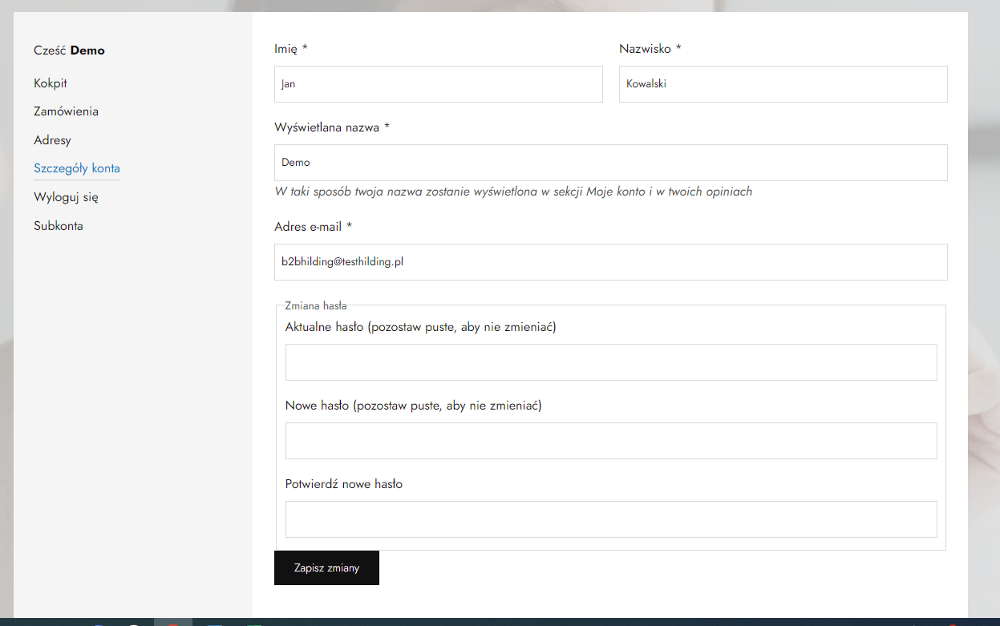 Cześć Demo
Kokpit
Zamówienia
Adresy
Szczegóły konta
Wyloguj się
Subkonta
Imię *
Nazwisko *
Jan
Kowalski
Wyświetlana nazwa *
Demo
W taki sposób twoja nazwa zostanie wyświetlona w sekcji Moje konto i w twoich opiniach
Adres e-mail *
b2bhilding@testhilding.pl
Zmiana hasła
Aktualne hasło (pozostaw puste, aby nie zmieniać)
Nowe hasło (pozostaw puste, aby nie zmieniać)
Potwierdź nowe hasło
Zapisz zmiany